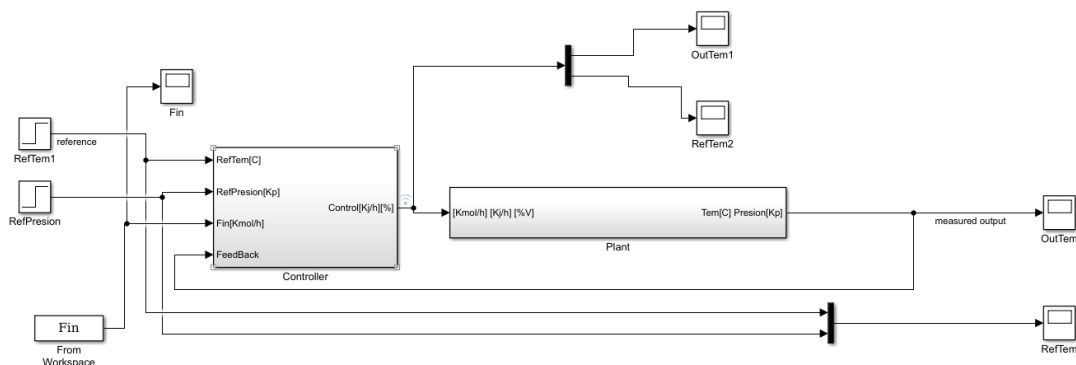 OutTem1
Fin
RefTem1
reference
RefTem2
RefTem[C]
RefPresion[Kp]
RefPresion
Control[Kj/h][%]
[Kmol/h] [Kj/h] [%V]
Tem[C] Presion[Kp]
measured output
Fin[Kmol/h]
OutTem
Plant
FeedBack
Controller
Fin
From
Workspace
RefTem